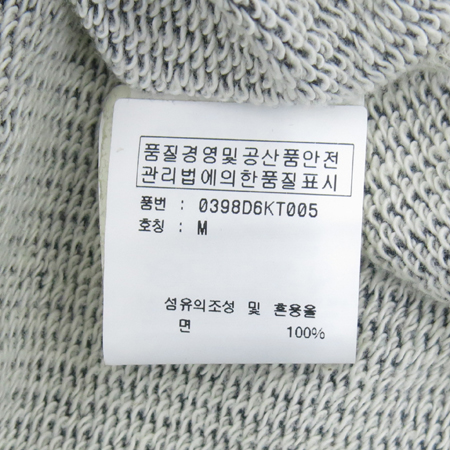 품질경영및공산품안전
관리법에의한품질표시
품번 : 0398D6KT005
호칭 : M
섬유의조성 및 혼용율
면 100%